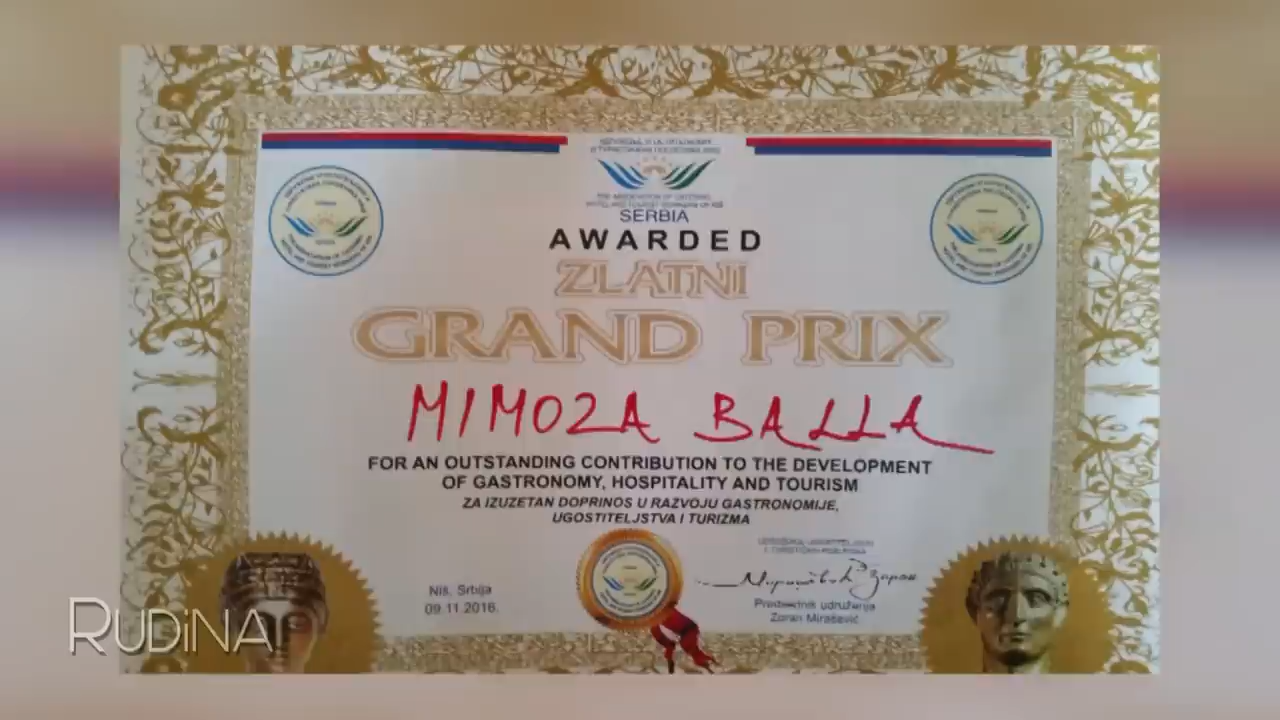 SERBIA
AWARDED
ZLATNI
GRAND PRIX
MIMOZA BALLA
FOR AN OUTSTANDING CONTRIBUTION TO THE DEVELOPMENT
OF GASTRONOMY, HOSPITALITY AND TOURISM
ZA IZUZETAN DOPRINOS U RAZVOJU GASTRONOMIJE,
UGOSTITELJSTVA I TURIZMA
Niš, Srbija
09.11.2016.
Predsednik udruženja
Zoran Mirašević
RUDiNA